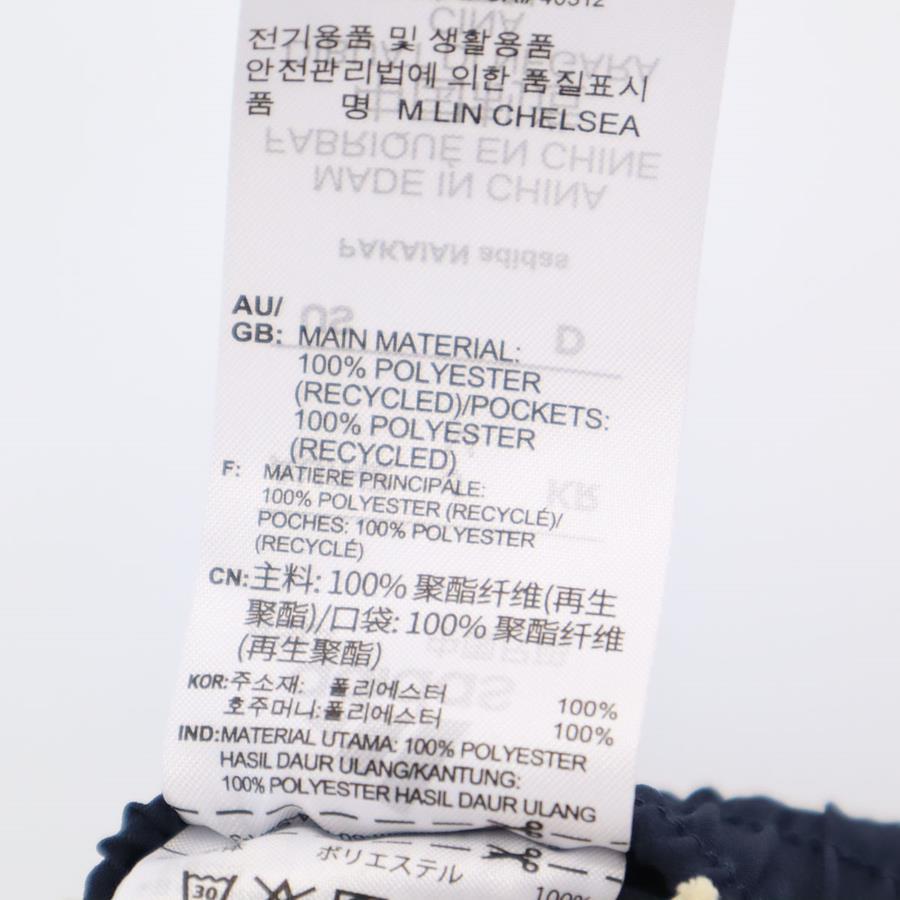 전기용품 및 생활용품
안전관리법에 의한 품질표시
품 명 M LIN CHELSEA
AU/
GB: MAIN MATERIAL:
100% POLYESTER
(RECYCLED)/POCKETS:
100% POLYESTER
(RECYCLED)
F: MATIERE PRINCIPALE:
100% POLYESTER (RECYCLÉ)/
POCHES: 100% POLYESTER
(RECYCLÉ)
CN:主料: 100% 聚酯纤维(再生
聚酯)/口袋: 100% 聚酯纤维
(再生聚酯)
KOR:주소재: 폴리에스터 100%
호주머니:폴리에스터 100%
IND:MATERIAL UTAMA: 100% POLYESTER
HASIL DAUR ULANG/KANTUNG:
100% POLYESTER HASIL DAUR ULANG
ポリエステル
100%
30